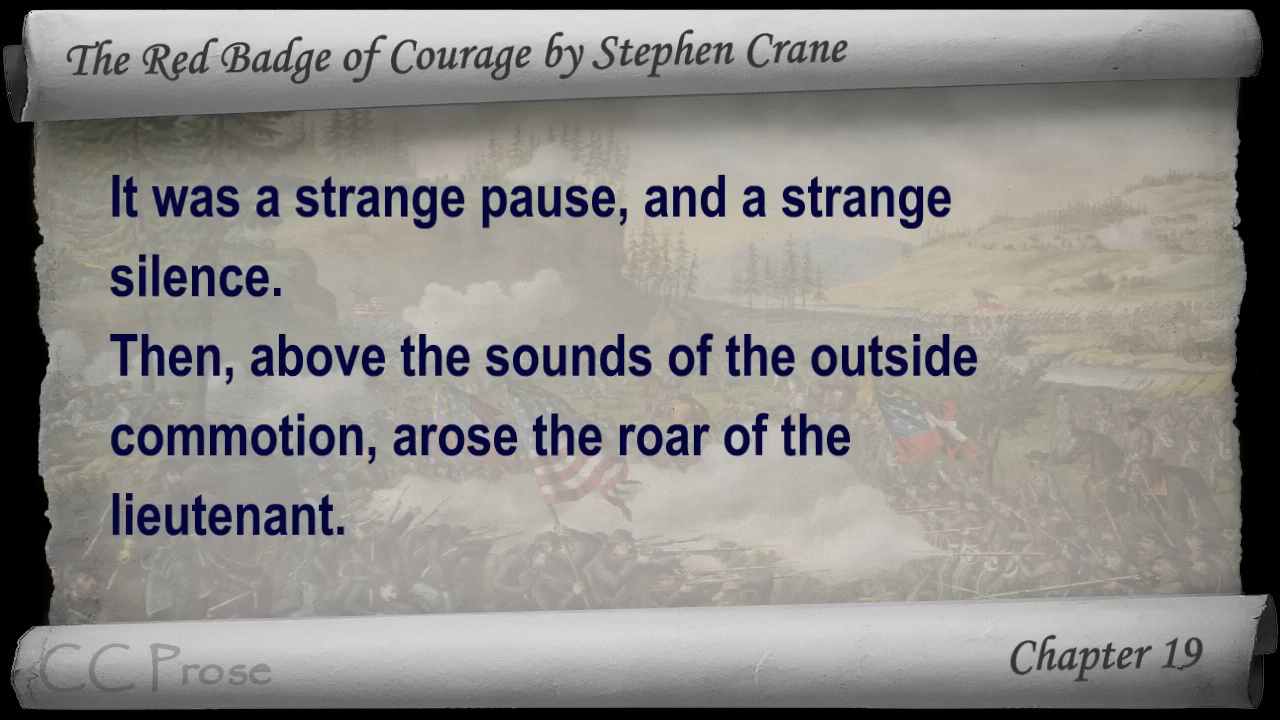 The Red Badge of Courage by Stephen Crane
It was a strange pause, and a strange
silence.
Then, above the sounds of the outside
commotion, arose the roar of the
lieutenant.
CC Prose
Chapter 19